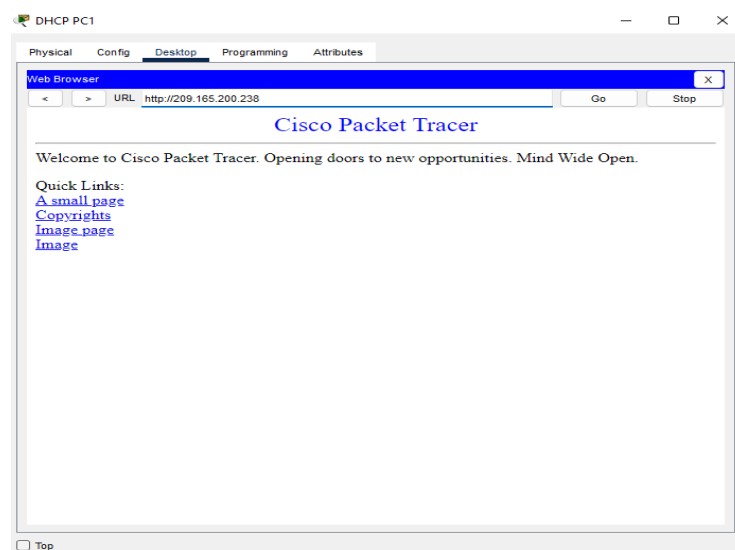 DHCP PC1
Physical Config Desktop Programming Attributes
Web Browser X
< > URL http://209.165.200.238 Go Stop
Cisco Packet Tracer
Welcome to Cisco Packet Tracer. Opening doors to new opportunities. Mind Wide Open.
Quick Links:
A small page
Copyrights
Image page
Image
Top